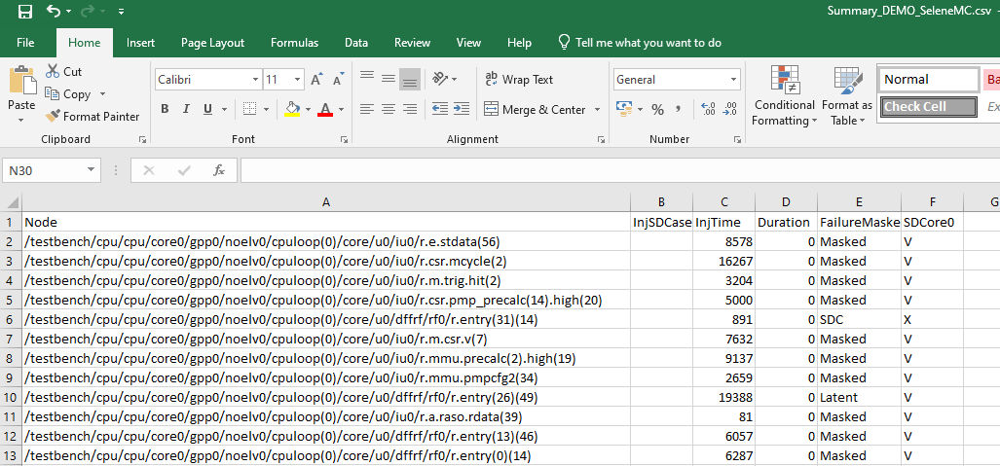 Summary_DEMO_SeleneMC.csv -
File Home Insert Page Layout Formulas Data Review View Help Tell me what you want to do
Paste
Cut
Copy
Format Painter
Clipboard
Calibri 11 A A
B I U A
Font
ab Wrap Text
Merge & Center
Alignment
General
% , .00
Number
Conditional Formatting
Format as Table
Normal Ba
Check Cell Ex
N30 fx
A B C D E F G
1 Node InjSDCase InjTime Duration FailureMaske SDCore0
2 /testbench/cpu/cpu/core0/gpp0/noelv0/cpuloop(0)/core/u0/iu0/r.e.stdata(56) 8578 0 Masked V
3 /testbench/cpu/cpu/core0/gpp0/noelv0/cpuloop(0)/core/u0/iu0/r.csr.mcycle(2) 16267 0 Masked V
4 /testbench/cpu/cpu/core0/gpp0/noelv0/cpuloop(0)/core/u0/iu0/r.m.trig.hit(2) 3204 0 Masked V
5 /testbench/cpu/cpu/core0/gpp0/noelv0/cpuloop(0)/core/u0/iu0/r.csr.pmp_precalc(14).high(20) 5000 0 Masked V
6 /testbench/cpu/cpu/core0/gpp0/noelv0/cpuloop(0)/core/u0/dffrf/rf0/r.entry(31)(14) 891 0 SDC X
7 /testbench/cpu/cpu/core0/gpp0/noelv0/cpuloop(0)/core/u0/iu0/r.m.csr.v(7) 7632 0 Masked V
8 /testbench/cpu/cpu/core0/gpp0/noelv0/cpuloop(0)/core/u0/iu0/r.mmu.precalc(2).high(19) 9137 0 Masked V
9 /testbench/cpu/cpu/core0/gpp0/noelv0/cpuloop(0)/core/u0/iu0/r.mmu.pmpcfg2(34) 2659 0 Masked V
10 /testbench/cpu/cpu/core0/gpp0/noelv0/cpuloop(0)/core/u0/dffrf/rf0/r.entry(26)(49) 19388 0 Latent V
11 /testbench/cpu/cpu/core0/gpp0/noelv0/cpuloop(0)/core/u0/iu0/r.a.raso.rdata(39) 81 0 Masked V
12 /testbench/cpu/cpu/core0/gpp0/noelv0/cpuloop(0)/core/u0/dffrf/rf0/r.entry(13)(46) 6057 0 Masked V
13 /testbench/cpu/cpu/core0/gpp0/noelv0/cpuloop(0)/core/u0/dffrf/rf0/r.entry(0)(14) 6287 0 Masked V